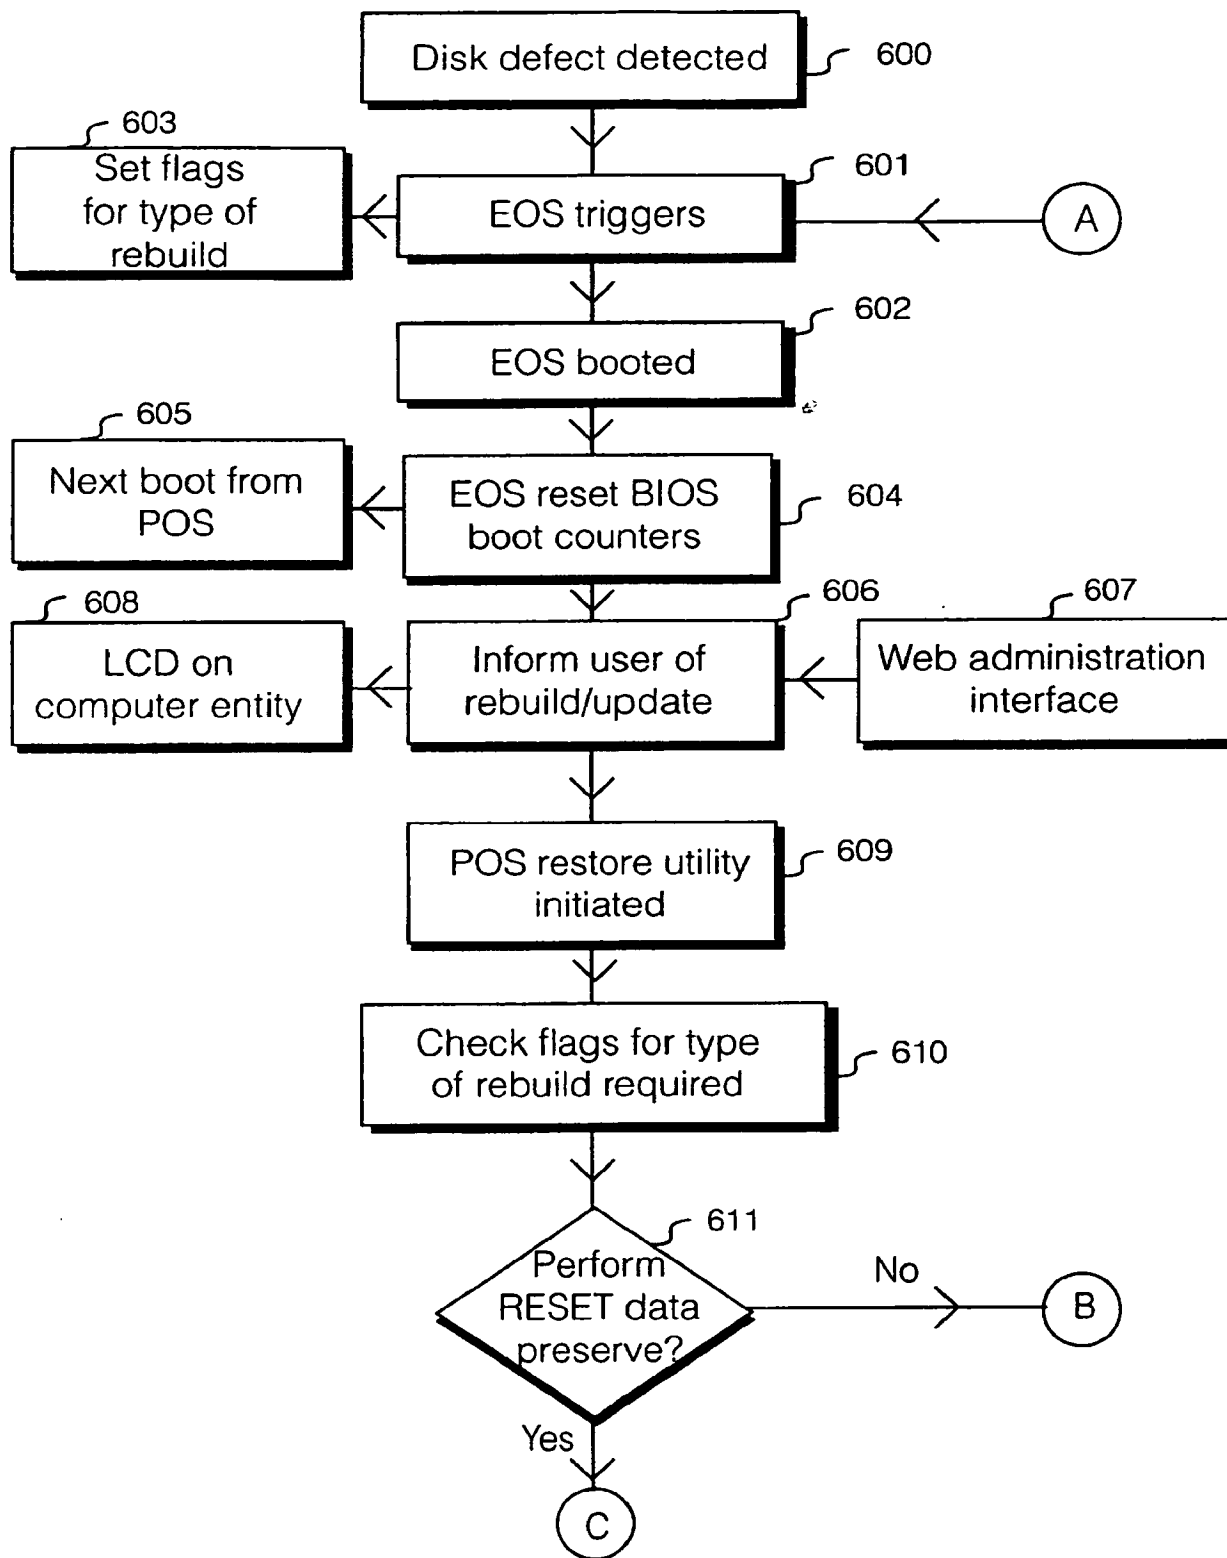 Disk defect detected
600
603
Set flags
for type of
rebuild
601
EOS triggers
A
602
EOS booted
605
Next boot from
POS
EOS reset BIOS
boot counters
604
608
LCD on
computer entity
606
Inform user of
rebuild/update
607
Web administration
interface
POS restore utility
initiated
609
Check flags for type
of rebuild required
610
611
Perform
RESET data
preserve?
No
B
Yes
C